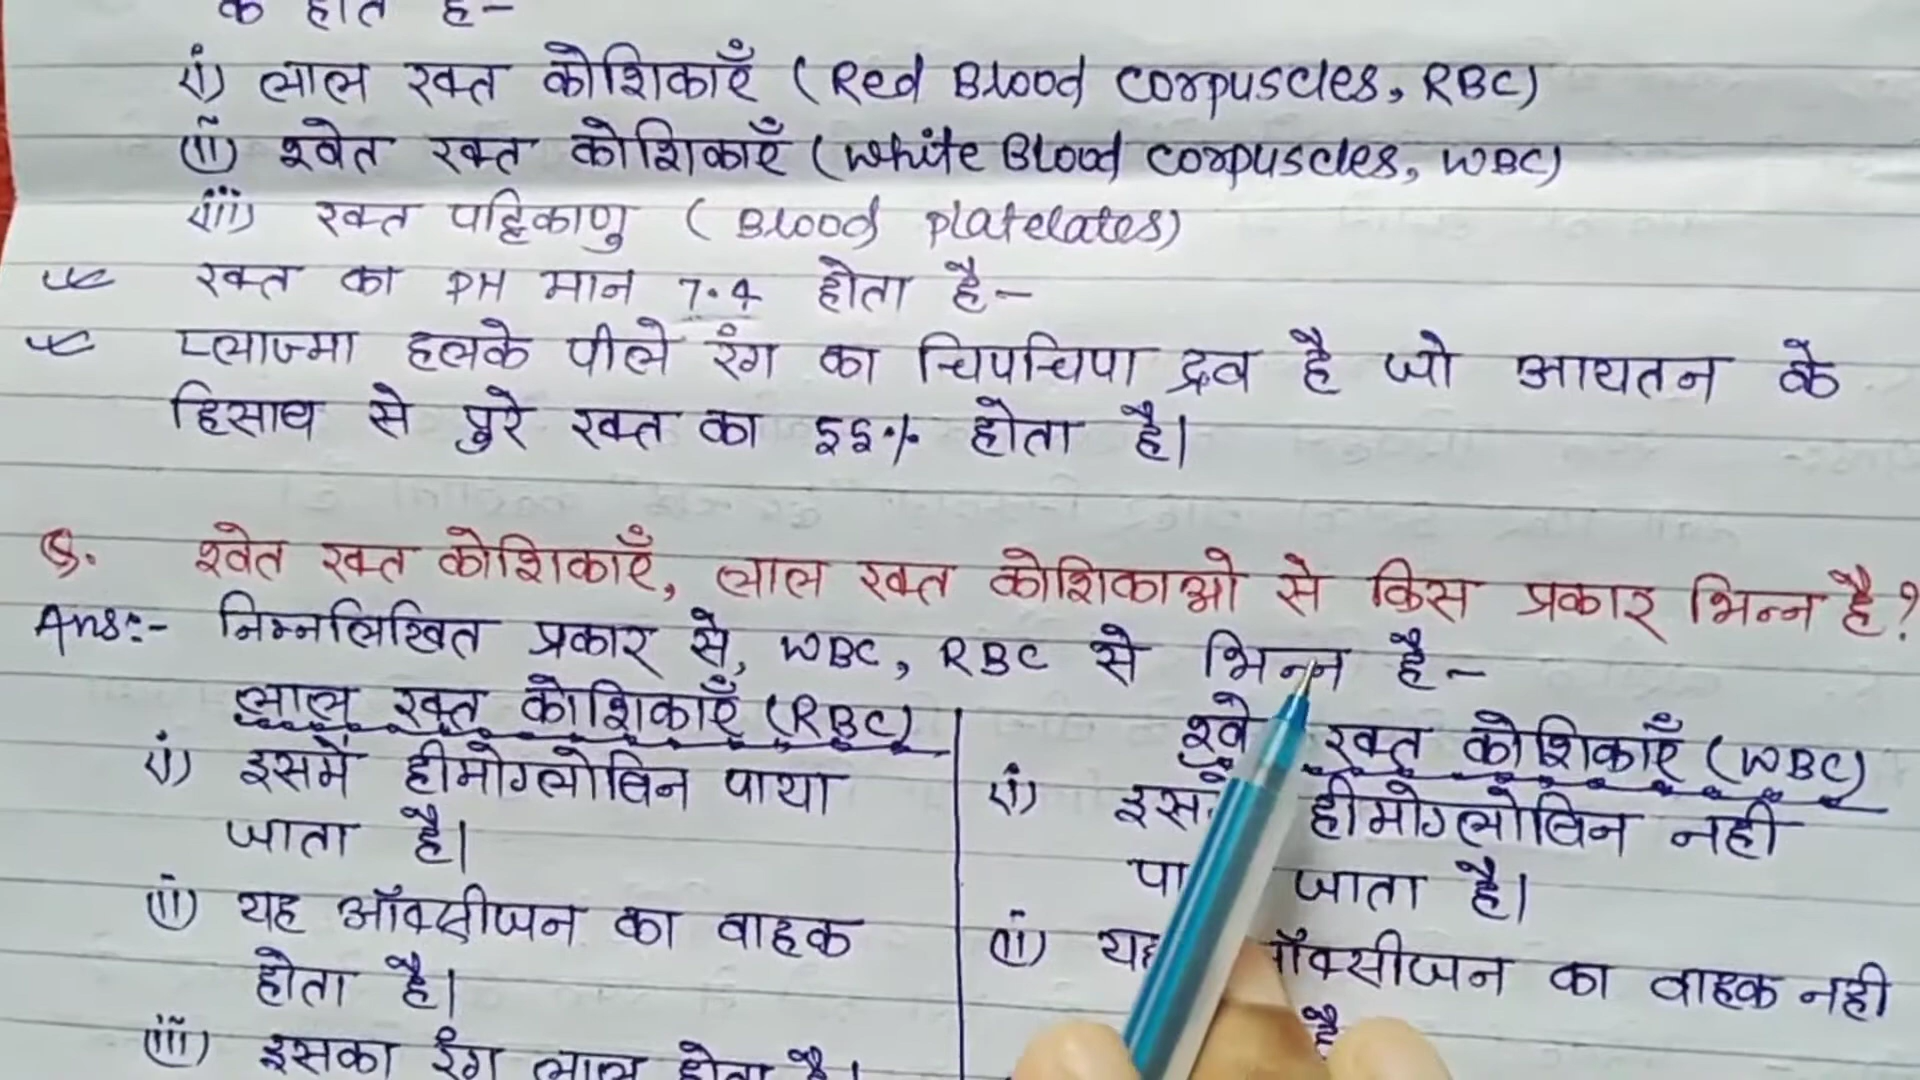 के होते है-
(i) लाल रक्त कोशिकाएँ (Red Blood Corpuscles, RBC)
(ii) श्वेत रक्त कोशिकाएँ (White Blood Corpuscles, WBC)
(iii) रक्त पट्टिकाणु (Blood platelates)
रक्त का PH मान 7.4 होता है-
प्लाज्मा हलके पीले रंग का चिपचिपा द्रव है जो आयतन के
हिसाब से पुरे रक्त का 55% होता है।
Q. श्वेत रक्त कोशिकाएँ, लाल रक्त कोशिकाओ से किस प्रकार भिन्न है?
Ans:- निम्नलिखित प्रकार से, WBC, RBC से भिन्न है-
लाल रक्त कोशिकाएँ (RBC)
(i) इसमें हीमोग्लोबिन पाया
जाता है।
(ii) यह ऑक्सीजन का वाहक
होता है।
(iii) इसका रंग लाल होता है।
रक्त कोशिकाएँ (WBC)
(i) हीमोग्लोबिन नही
जाता है।
(ii) यह ऑक्सीजन का वाहक नही
है